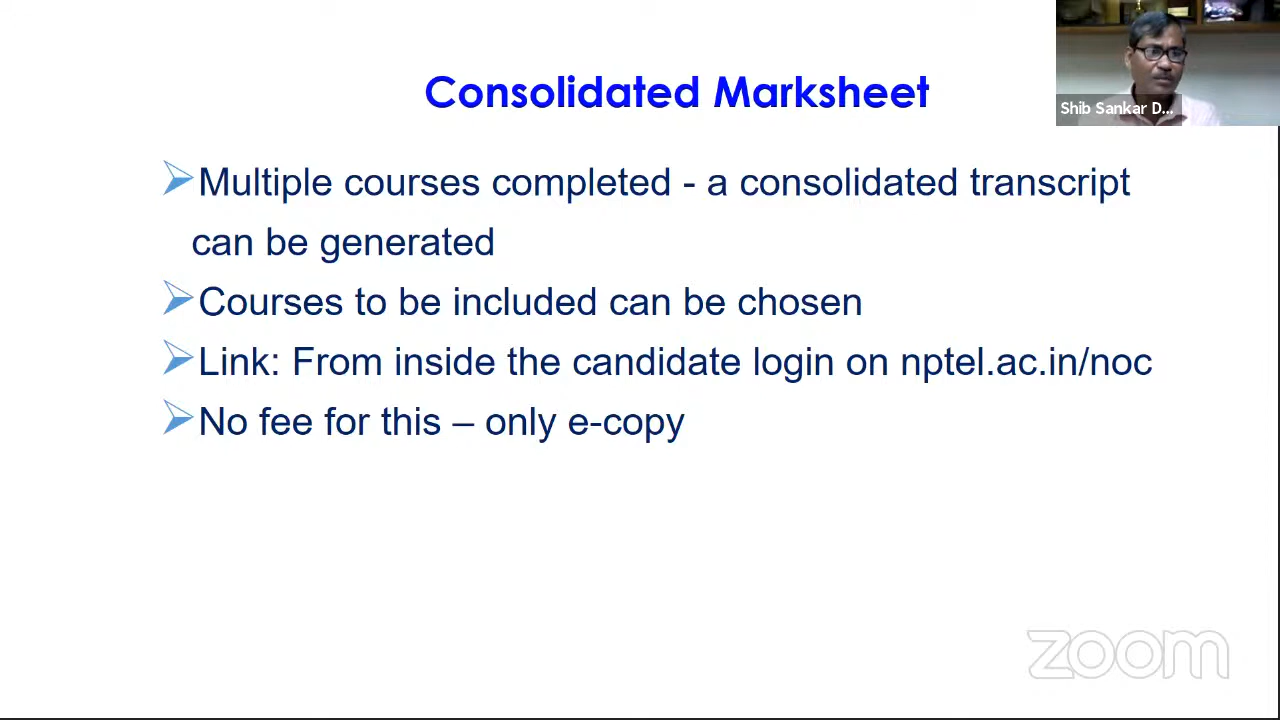 Consolidated Marksheet
Shib Sankar D...
Multiple courses completed - a consolidated transcript
can be generated
Courses to be included can be chosen
Link: From inside the candidate login on nptel.ac.in/noc
No fee for this – only e-copy
zoom